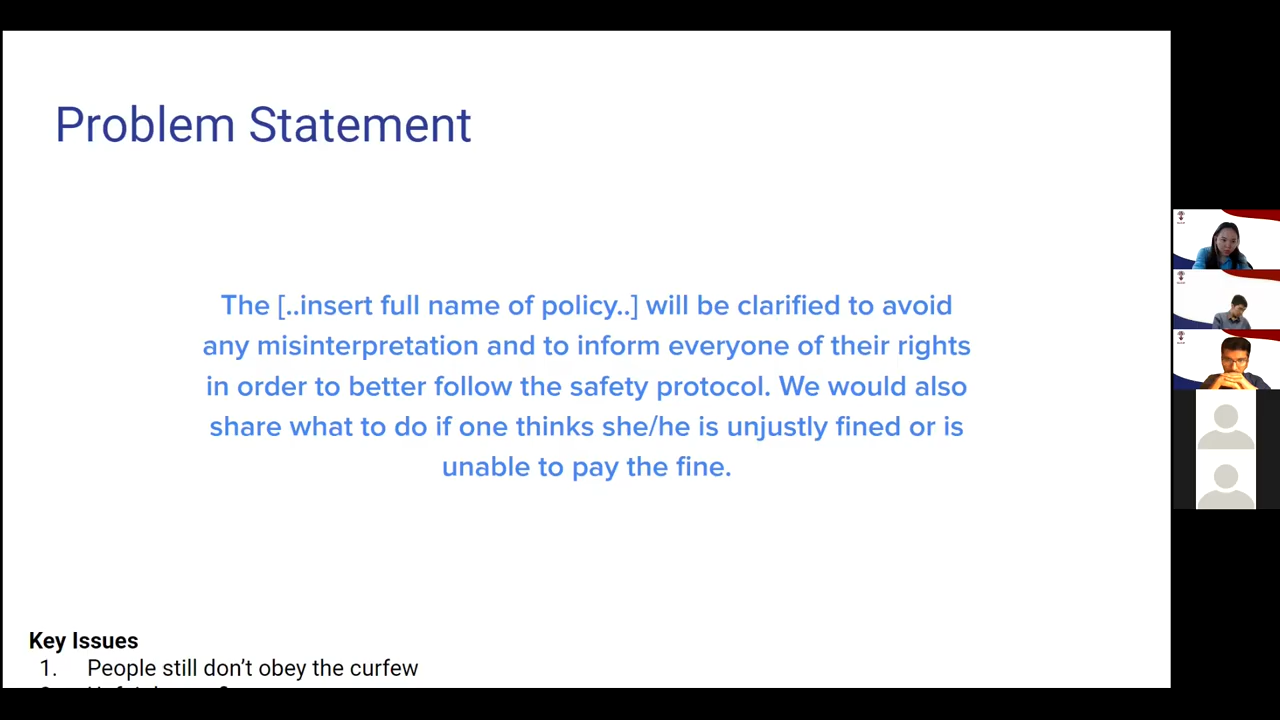 Problem Statement
The [..insert full name of policy..] will be clarified to avoid
any misinterpretation and to inform everyone of their rights
in order to better follow the safety protocol. We would also
share what to do if one thinks she/he is unjustly fined or is
unable to pay the fine.
Key Issues
1. People still don’t obey the curfew